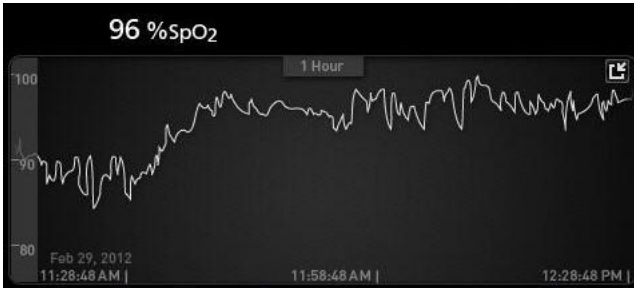 96 %SpO2
1 Hour
100
90
80
Feb 29, 2012
11:28:48 AM | 11:58:48 AM | 12:28:48 PM |